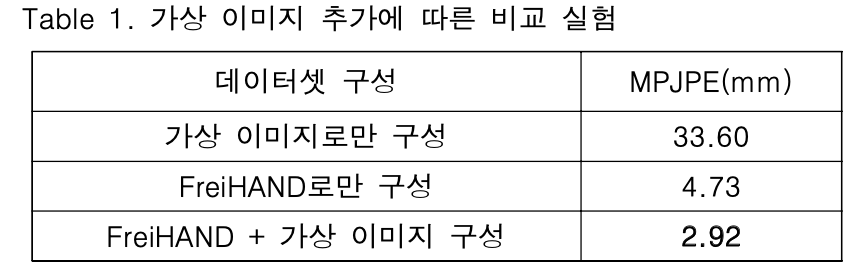 Table 1. 가상 이미지 추가에 따른 비교 실험
데이터셋 구성 MPJPE(mm)
가상 이미지로만 구성 33.60
FreiHAND로만 구성 4.73
FreiHAND + 가상 이미지 구성 2.92